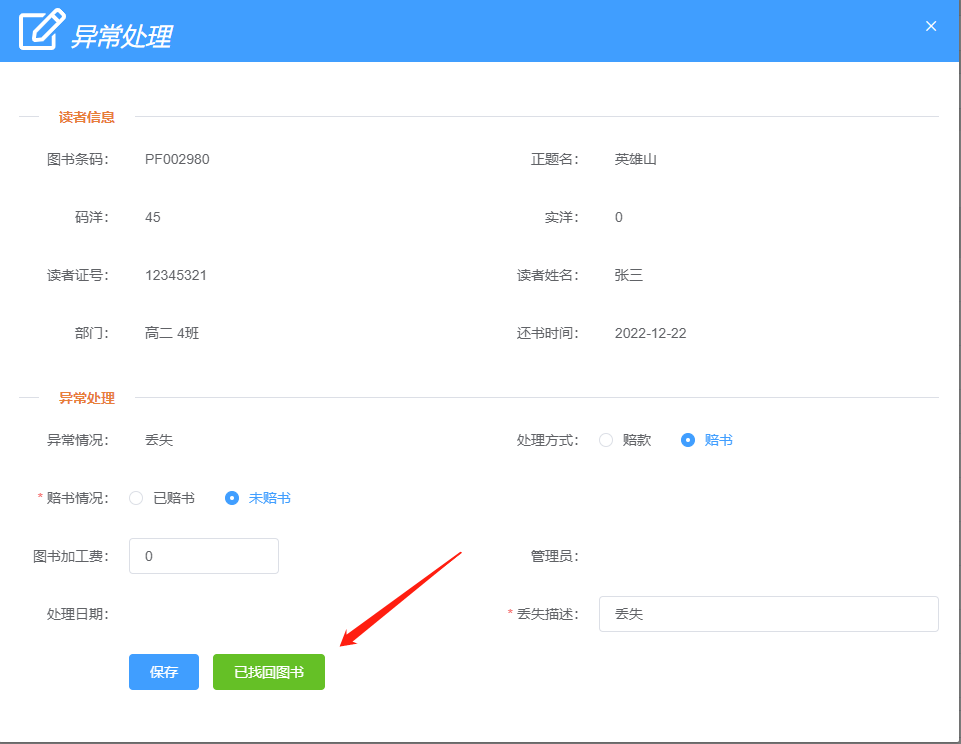 异常处理
读者信息
图书条码： PF002980 正题名： 英雄山
码洋： 45 实洋： 0
读者证号： 12345321 读者姓名： 张三
部门： 高二 4班 还书时间： 2022-12-22
异常处理
异常情况： 丢失 处理方式： 赔款 赔书
* 赔书情况： 已赔书 未赔书
图书加工费： 0 管理员：
处理日期： * 丢失描述： 丢失
保存 已找回图书